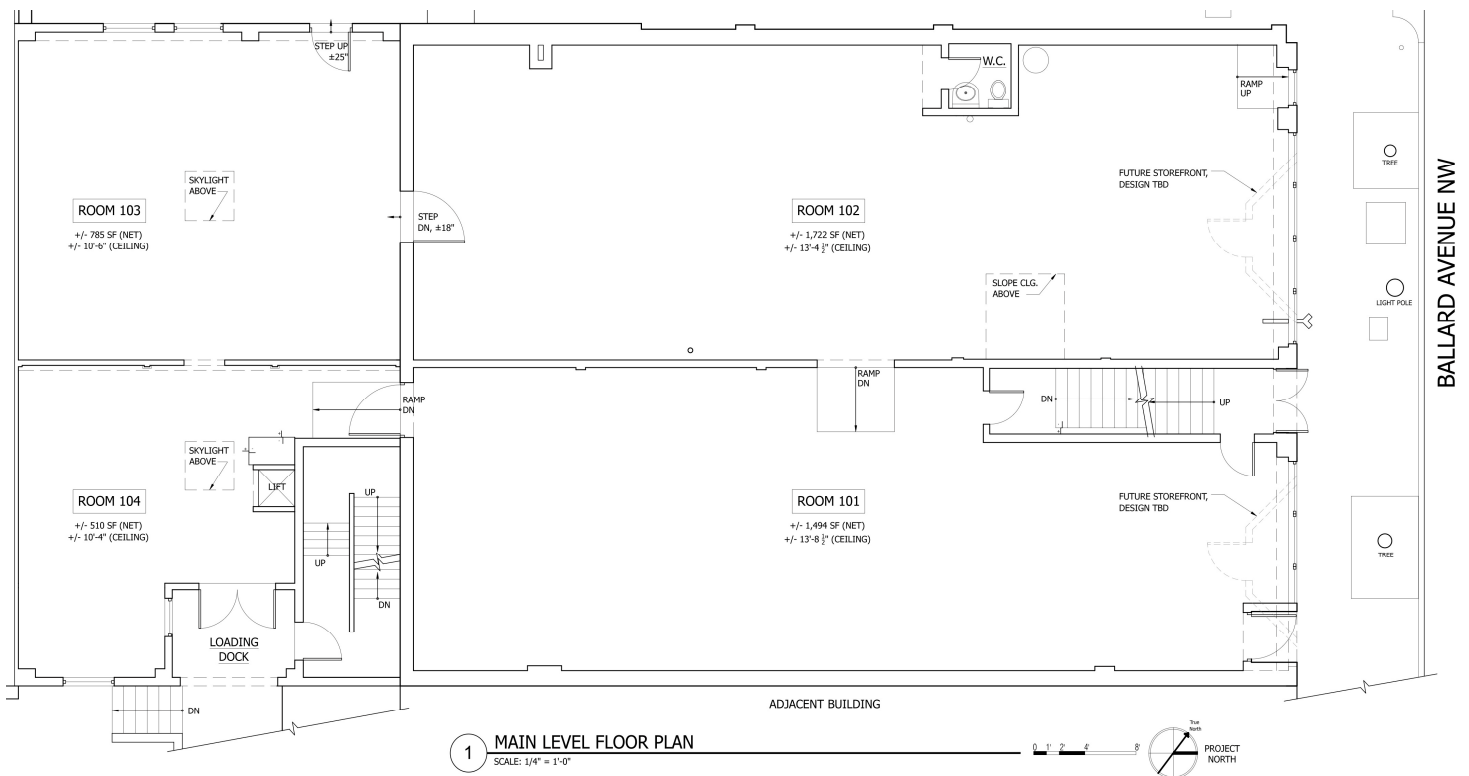 STEP UP
±25"
W.C.
RAMP
UP
TREE
SKYLIGHT
ABOVE
FUTURE STOREFRONT,
DESIGN TBD
ROOM 103
+/- 785 SF (NET)
+/- 10'-6" (CEILING)
STEP
DN, ±18"
ROOM 102
+/- 1,722 SF (NET)
+/- 13'-4 ½" (CEILING)
SLOPE CLG.
ABOVE
LIGHT POLE
BALLARD AVENUE NW
RAMP
DN
RAMP
DN
DN
UP
SKYLIGHT
ABOVE
LIFT
ROOM 104
+/- 510 SF (NET)
+/- 10'-4" (CEILING)
UP
UP
DN
ROOM 101
+/- 1,494 SF (NET)
+/- 13'-8 ½" (CEILING)
FUTURE STOREFRONT,
DESIGN TBD
TREE
LOADING
DOCK
DN
ADJACENT BUILDING
1
MAIN LEVEL FLOOR PLAN
SCALE: 1/4" = 1'-0"
0 1' 2' 4' 8'
True
North
PROJECT
NORTH